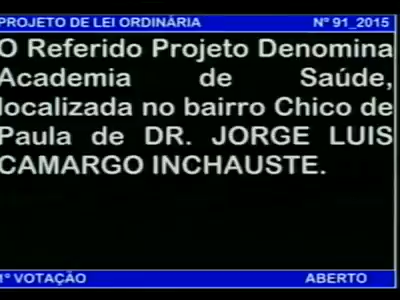 PROJETO DE LEI ORDINÁRIA Nº 91_2015
O Referido Projeto Denomina
Academia de Saúde,
localizada no bairro Chico de
Paula de DR. JORGE LUIS
CAMARGO INCHAUSTE.
1º VOTAÇÃO ABERTO